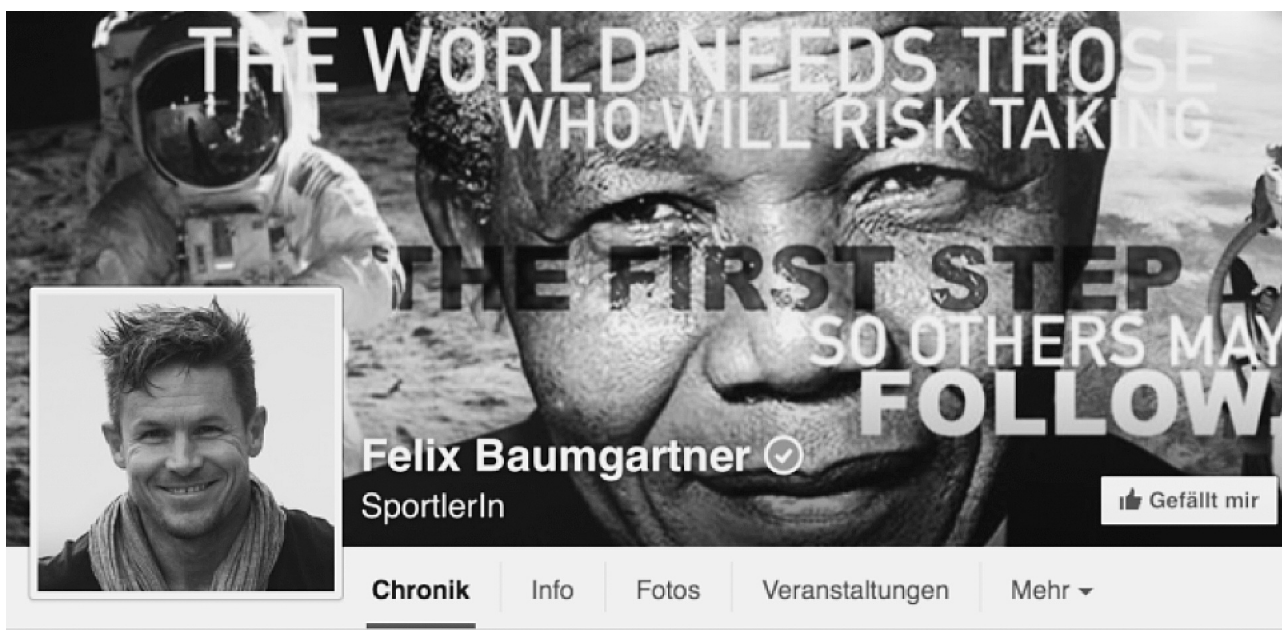 THE WORLD NEEDS THOSE
WHO WILL RISK TAKING
THE FIRST STEP
SO OTHERS MAY
FOLLOW.
Felix Baumgartner
SportlerIn
Gefällt mir
Chronik Info Fotos Veranstaltungen Mehr